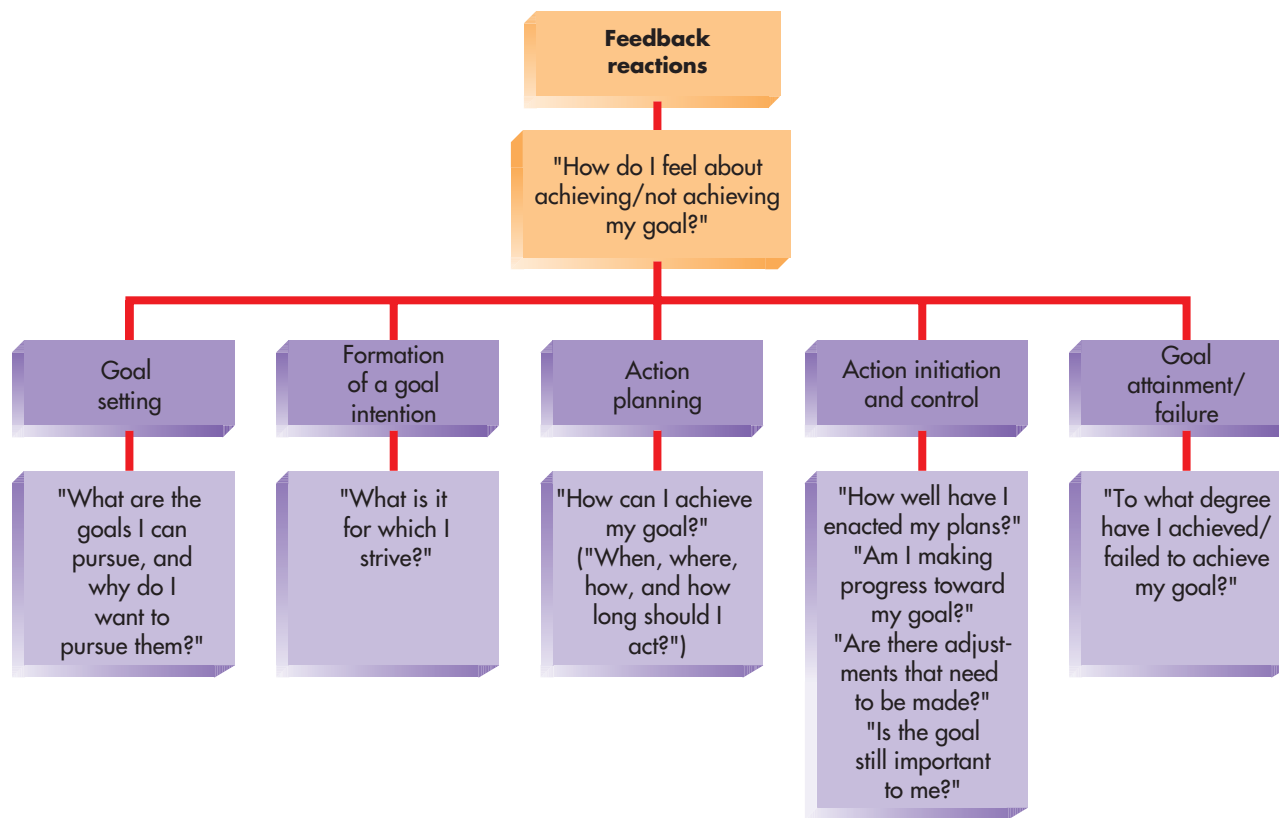 Feedback
reactions
"How do I feel about
achieving/not achieving
my goal?"
Goal
setting
Formation
of a goal
intention
Action
planning
Action initiation
and control
Goal
attainment/
failure
"What are the
goals I can
pursue, and
why do I
want to
pursue them?"
"What is it
for which I
strive?"
"How can I achieve
my goal?"
("When, where,
how, and how
long should I
act?")
"How well have I
enacted my plans?"
"Am I making
progress toward
my goal?"
"Are there adjust-
ments that need
to be made?"
"Is the goal
still important
to me?"
"To what degree
have I achieved/
failed to achieve
my goal?"